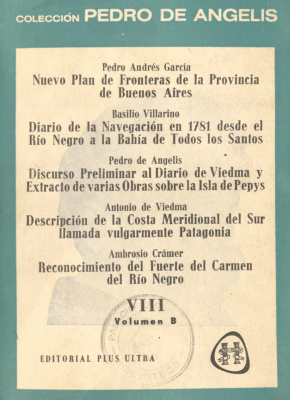 COLECCIÓN PEDRO DE ANGELIS
Pedro Andrés García
Nuevo Plan de Fronteras de la Provincia
de Buenos Aires
Basilio Villarino
Diario de la Navegación en 1781 desde el
Río Negro a la Bahía de Todos los Santos
Pedro de Angelis
Discurso Preliminar al Diario de Viedma y
Extracto de varias Obras sobre la Isla de Pepys
Antonio de Viedma
Descripción de la Costa Meridional del Sur
llamada vulgarmente Patagonia
Ambrosio Crámer
Reconocimiento del Fuerte del Carmen
del Río Negro
VIII
Volumen B
EDITORIAL PLUS ULTRA